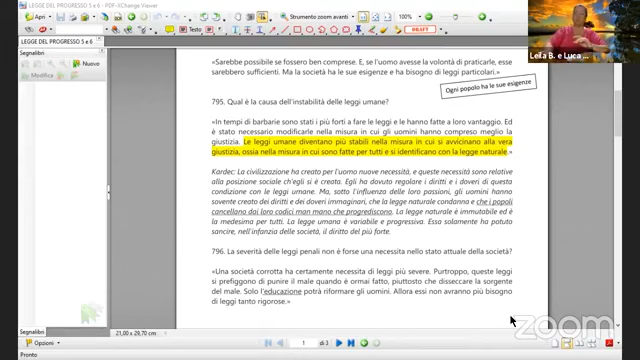 LEGGE DEL PROGRESSO 5 e 6 - PDF-XChange Viewer
Apri
Strumento zoom avanti
100%
LEGGE DEL PROGRESSO 5 e 6
DRAFT
Segnalibri
Nuove
Modifica
Leila B. e Luca
«Sarebbe possibile se fossero ben comprese. E, se l'uomo avesse la volontà di praticarle, esse
sarebbero sufficienti. Ma la società ha le sue esigenze e ha bisogno di leggi particolari.»
Ogni popolo ha le sue esigenze
795. Qual è la causa dell'instabilità delle leggi umane?
«In tempi di barbarie sono stati i più forti a fare le leggi e le hanno fatte a loro vantaggio. Ed
è stato necessario modificarle nella misura in cui gli uomini hanno compreso meglio la
giustizia. Le leggi umane diventano più stabili nella misura in cui si avvicinano alla vera
giustizia, ossia nella misura in cui sono fatte per tutti e si identificano con la legge naturale.»
Kardec: La civilizzazione ha creato per l'uomo nuove necessità, e queste necessità sono relative
alla posizione sociale ch'egli si è creata. Egli ha dovuto regolare i diritti e i doveri di questa
condizione con le leggi umane. Ma, sotto l'influenza delle loro passioni, gli uomini hanno
sovente creato dei diritti e dei doveri immaginari, che la legge naturale condanna e che i popoli
cancellano dai loro codici man mano che progrediscono. La legge naturale è immutabile ed è
la medesima per tutti. La legge umana è variabile e progressiva. Essa solamente ha potuto
sancire, nell'infanzia delle società, il diritto del più forte.
796. La severità delle leggi penali non è forse una necessità nello stato attuale della società?
«Una società corrotta ha certamente necessita di leggi più severe. Purtroppo, queste leggi
si prefiggono di punire il male quando è ormai fatto, piuttosto che disseccare la sorgente
del male. Solo l'educazione potrà riformare gli uomini. Allora essi non avranno più bisogno
di leggi tanto rigorose.»
zoom
Segnalibri
21,00 x 29,70 cm
1
di 3
Pronto